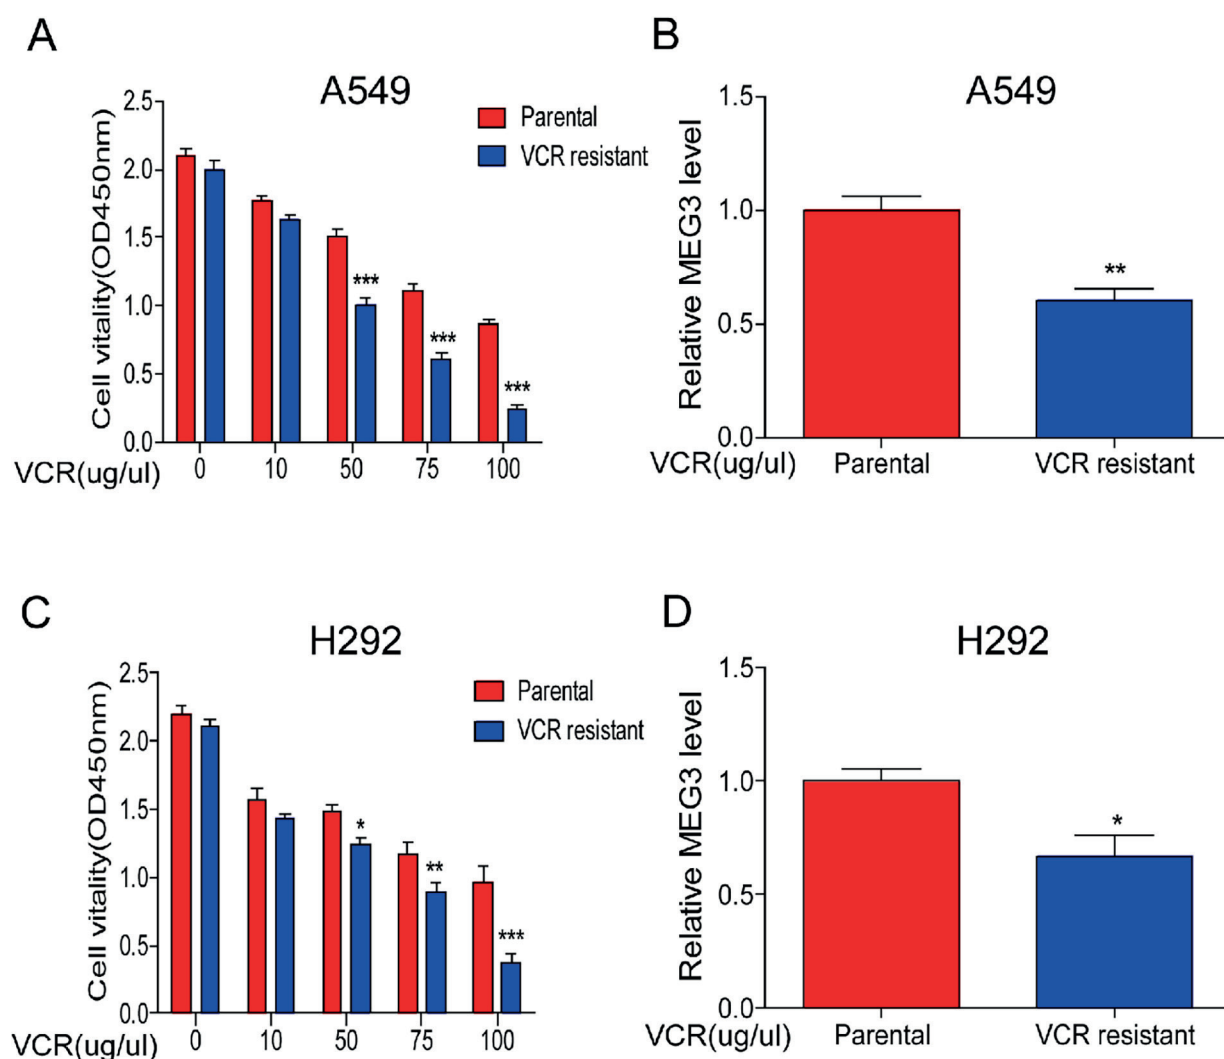 A
A549
Cell vitality(OD450nm)
2.5
2.0
1.5
1.0
0.5
0.0
Parental
VCR resistant
***
***
***
VCR(ug/ul) 0 10 50 75 100
B
A549
Relative MEG3 level
1.5
1.0
0.5
0.0
**
VCR(ug/ul) Parental VCR resistant
C
H292
Cell vitality(OD450nm)
2.5
2.0
1.5
1.0
0.5
0.0
Parental
VCR resistant
*
**
***
VCR(ug/ul) 0 10 50 75 100
D
H292
Relative MEG3 level
1.5
1.0
0.5
0.0
*
VCR(ug/ul) Parental VCR resistant